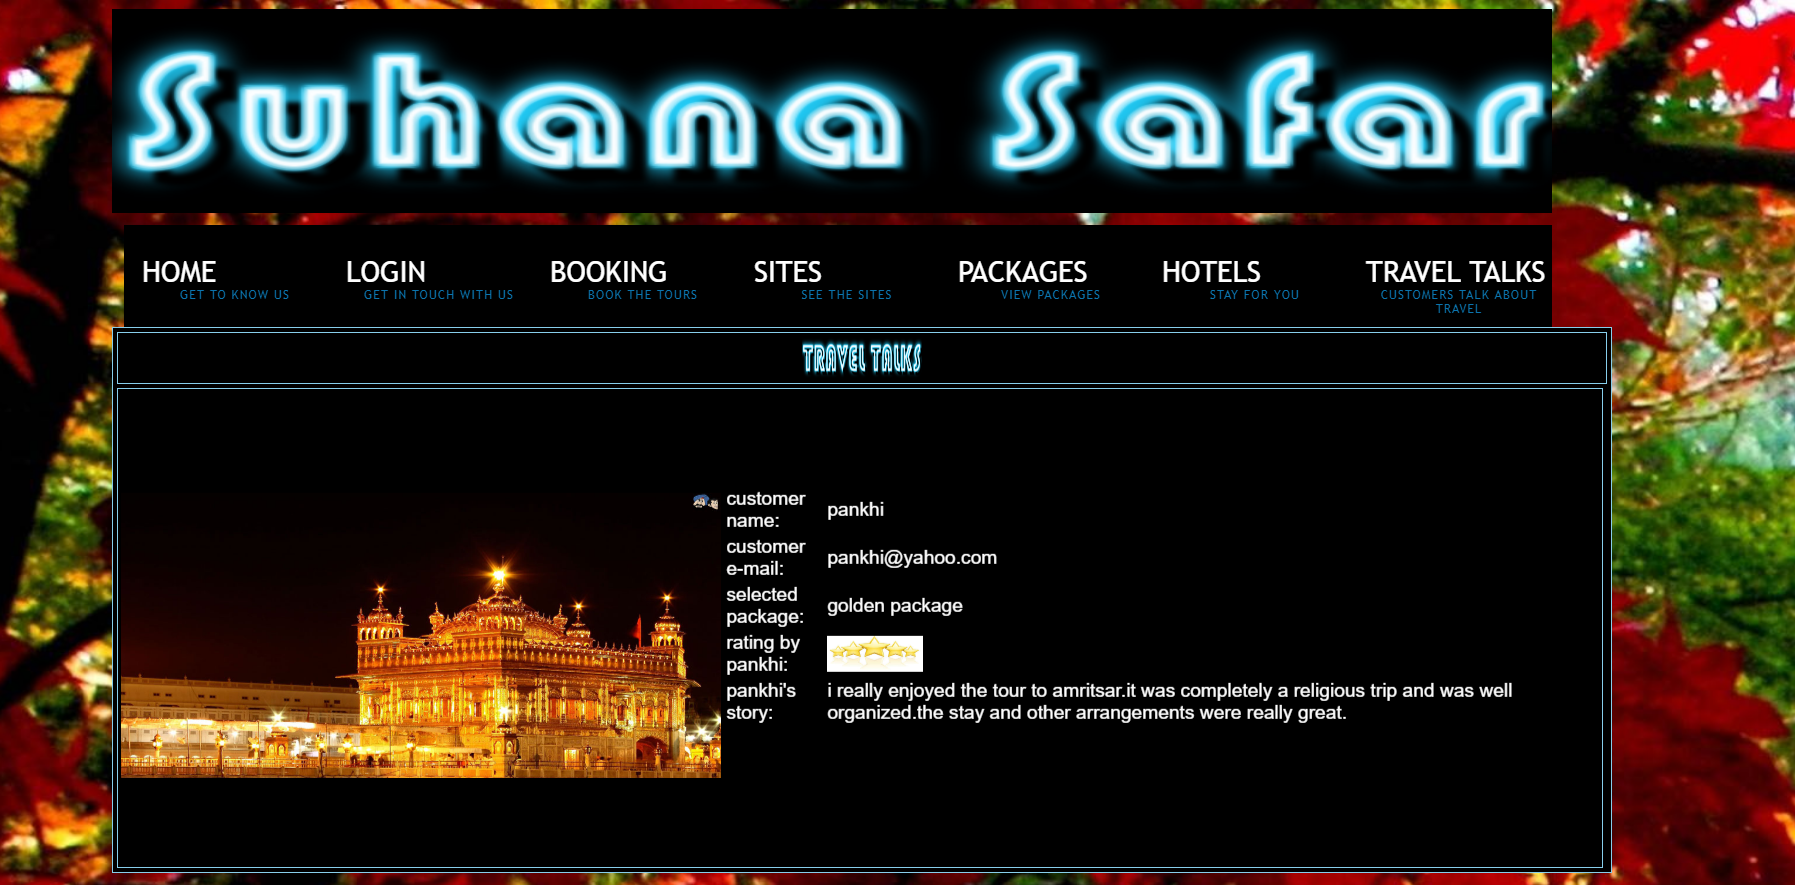 Suhana Safar
HOME LOGIN BOOKING SITES PACKAGES HOTELS TRAVEL TALKS
GET TO KNOW US GET IN TOUCH WITH US BOOK THE TOURS SEE THE SITES VIEW PACKAGES STAY FOR YOU CUSTOMERS TALK ABOUT
TRAVEL
TRAVEL TALKS
customer
name: pankhi
customer
e-mail: pankhi@yahoo.com
selected
package: golden package
rating by
pankhi:
pankhi's i really enjoyed the tour to amritsar.it was completely a religious trip and was well
story: organized.the stay and other arrangements were really great.